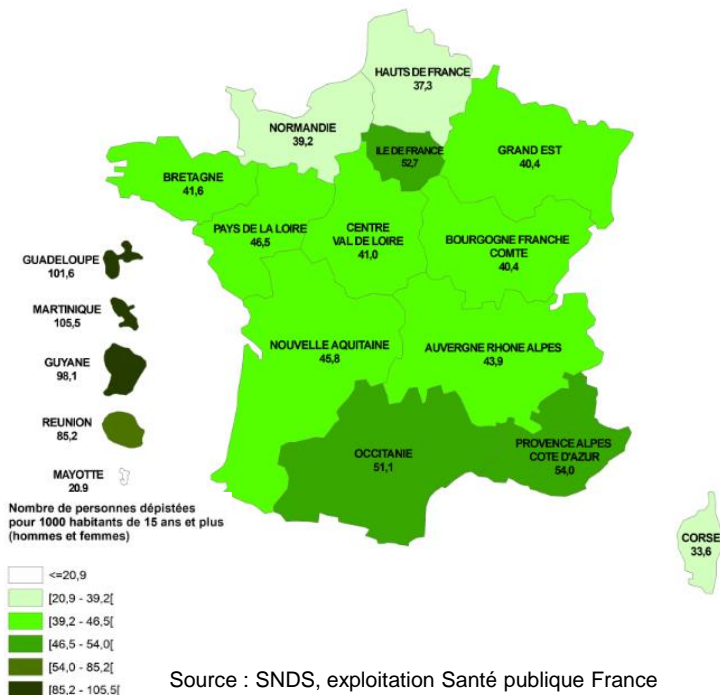 HAUTS DE FRANCE
37,3
NORMANDIE
39,2
ILE DE FRANCE
52,7
GRAND EST
40,4
BRETAGNE
41,6
PAYS DE LA LOIRE
46,5
CENTRE
VAL DE LOIRE
41,0
BOURGOGNE FRANCHE
COMTE
40,4
GUADELOUPE
101,6
MARTINIQUE
105,5
GUYANE
98,1
REUNION
85,2
MAYOTTE
20.9
NOUVELLE AQUITAINE
45,8
AUVERGNE RHONE ALPES
43,9
OCCITANIE
51,1
PROVENCE ALPES
COTE D'AZUR
54,0
CORSE
33,6
Nombre de personnes dépistées
pour 1000 habitants de 15 ans et plus
(hommes et femmes)
<=20,9
[20,9 - 39,2[
[39,2 - 46,5[
[46,5 - 54,0[
[54,0 - 85,2[
[85,2 - 105,5[
Source : SNDS, exploitation Santé publique France